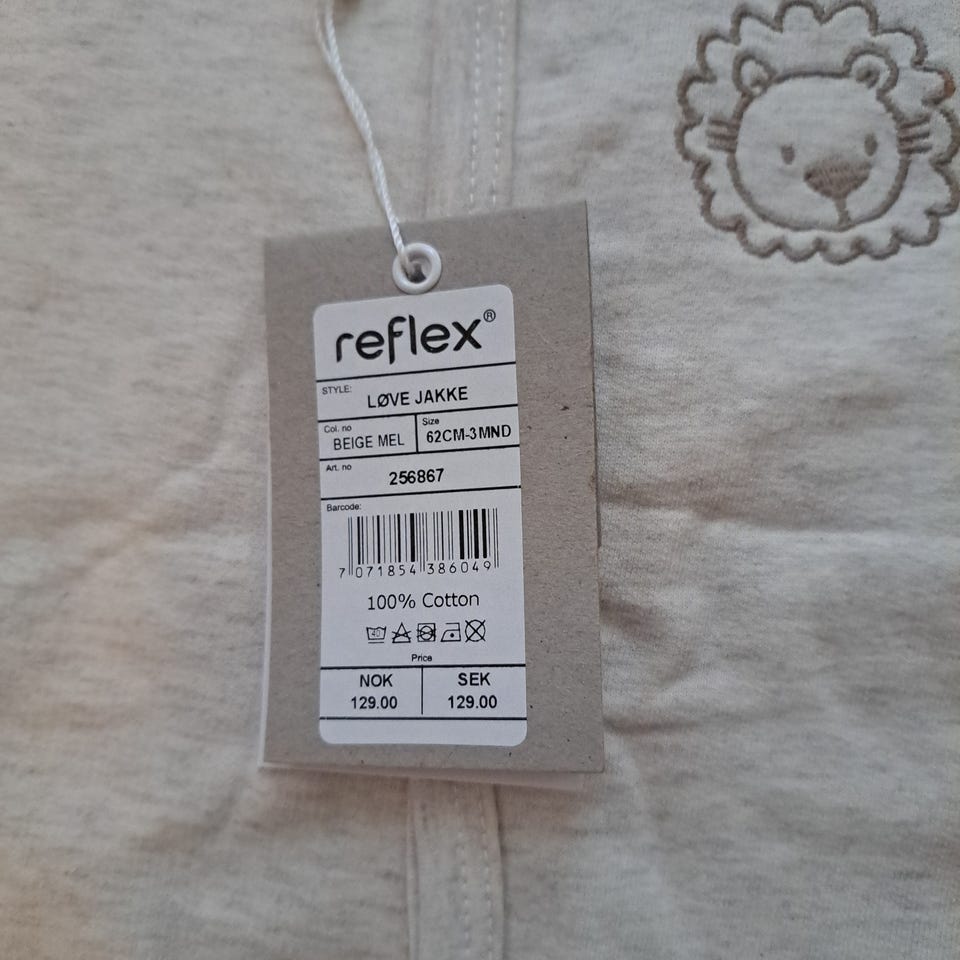 reflex®
STYLE:
LØVE JAKKE
Col. no Size
BEIGE MEL 62CM-3MND
Art. no
256867
Barcode:
7 071854 386049
100% Cotton
40
Price
NOK SEK
129.00 129.00